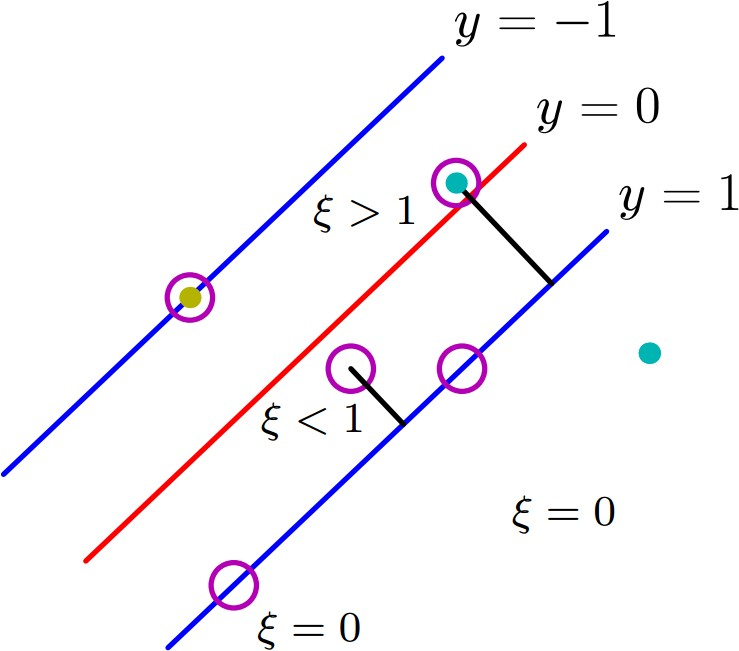 y = −1
y = 0
y = 1
ξ > 1
ξ < 1
ξ = 0
ξ = 0